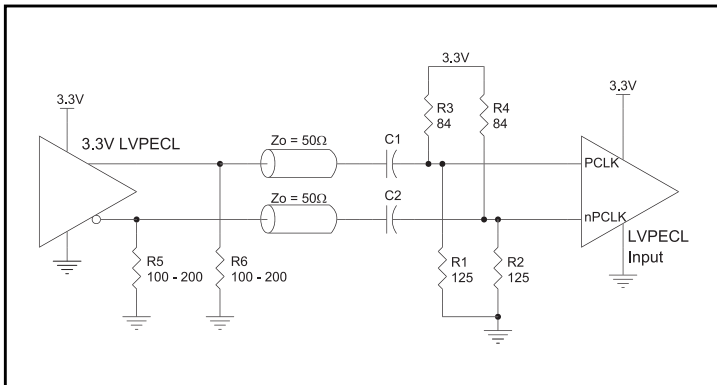 3.3V
3.3V LVPECL
Zo = 50Ω
C1
3.3V
R3
84
R4
84
3.3V
PCLK
Zo = 50Ω
C2
nPCLK
LVPECL
Input
R5
100 - 200
R6
100 - 200
R1
125
R2
125